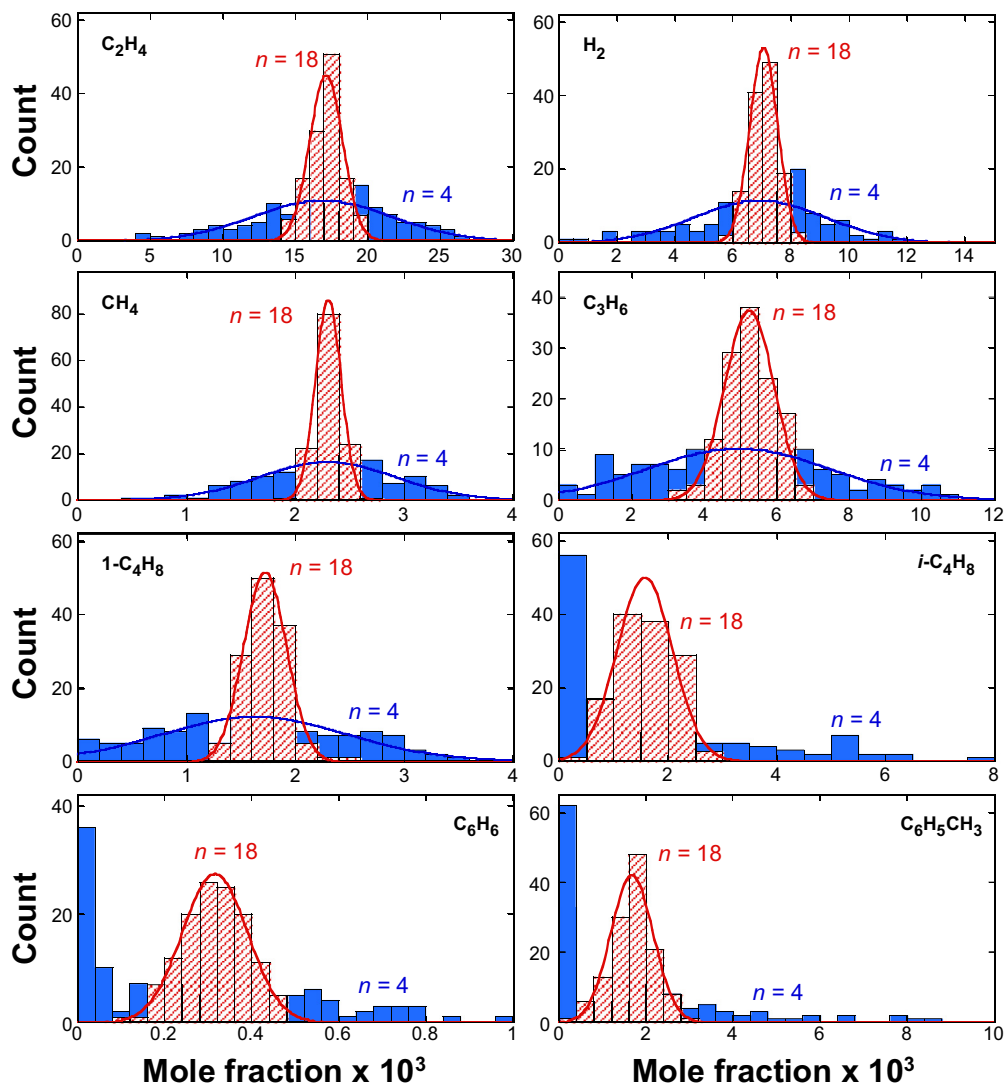 C2H4
n = 18
n = 4
Count
0
20
40
60
0 5 10 15 20 25 30
H2
n = 18
n = 4
0
20
40
60
0 2 4 6 8 10 12 14
CH4
n = 18
n = 4
Count
0
20
40
60
80
0 1 2 3 4
C3H6
n = 18
n = 4
0
10
20
30
40
0 2 4 6 8 10 12
1-C4H8
n = 18
n = 4
Count
0
20
40
60
0 1 2 3 4
i-C4H8
n = 18
n = 4
0
20
40
60
0 2 4 6 8
C6H6
n = 18
n = 4
Count
0
20
40
0 0.2 0.4 0.6 0.8 1
Mole fraction x 10³
C6H5CH3
n = 18
n = 4
0
20
40
60
0 2 4 6 8 10
Mole fraction x 10³